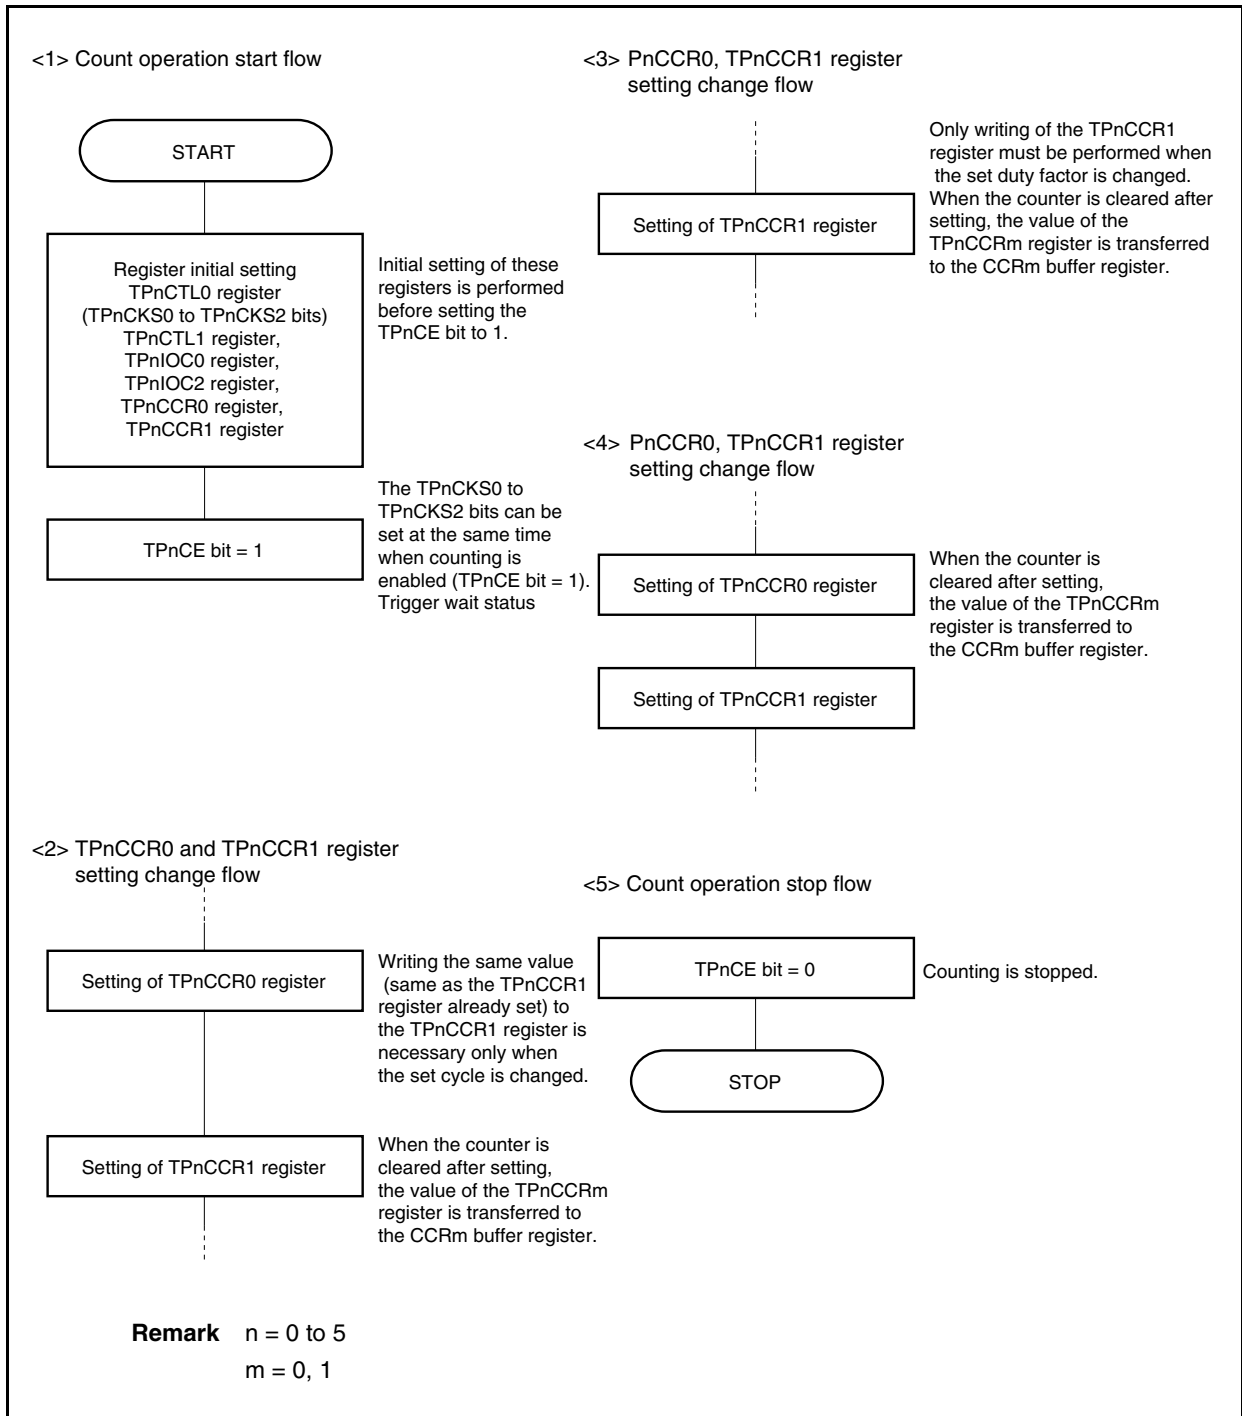 <1> Count operation start flow
START
Register initial setting
TPnCTL0 register
(TPnCKS0 to TPnCKS2 bits)
TPnCTL1 register,
TPnIOC0 register,
TPnIOC2 register,
TPnCCR0 register,
TPnCCR1 register
Initial setting of these
registers is performed
before setting the
TPnCE bit to 1.
TPnCE bit = 1
The TPnCKS0 to
TPnCKS2 bits can be
set at the same time
when counting is
enabled (TPnCE bit = 1).
Trigger wait status
<2> TPnCCR0 and TPnCCR1 register
setting change flow
Setting of TPnCCR0 register
Writing the same value
(same as the TPnCCR1
register already set) to
the TPnCCR1 register is
necessary only when
the set cycle is changed.
Setting of TPnCCR1 register
When the counter is
cleared after setting,
the value of the TPnCCRm
register is transferred to
the CCRm buffer register.
<3> PnCCR0, TPnCCR1 register
setting change flow
Setting of TPnCCR1 register
Only writing of the TPnCCR1
register must be performed when
the set duty factor is changed.
When the counter is cleared after
setting, the value of the
TPnCCRm register is transferred
to the CCRm buffer register.
<4> PnCCR0, TPnCCR1 register
setting change flow
Setting of TPnCCR0 register
When the counter is
cleared after setting,
the value of the TPnCCRm
register is transferred to
the CCRm buffer register.
Setting of TPnCCR1 register
<5> Count operation stop flow
TPnCE bit = 0
Counting is stopped.
STOP
Remark n = 0 to 5
m = 0, 1